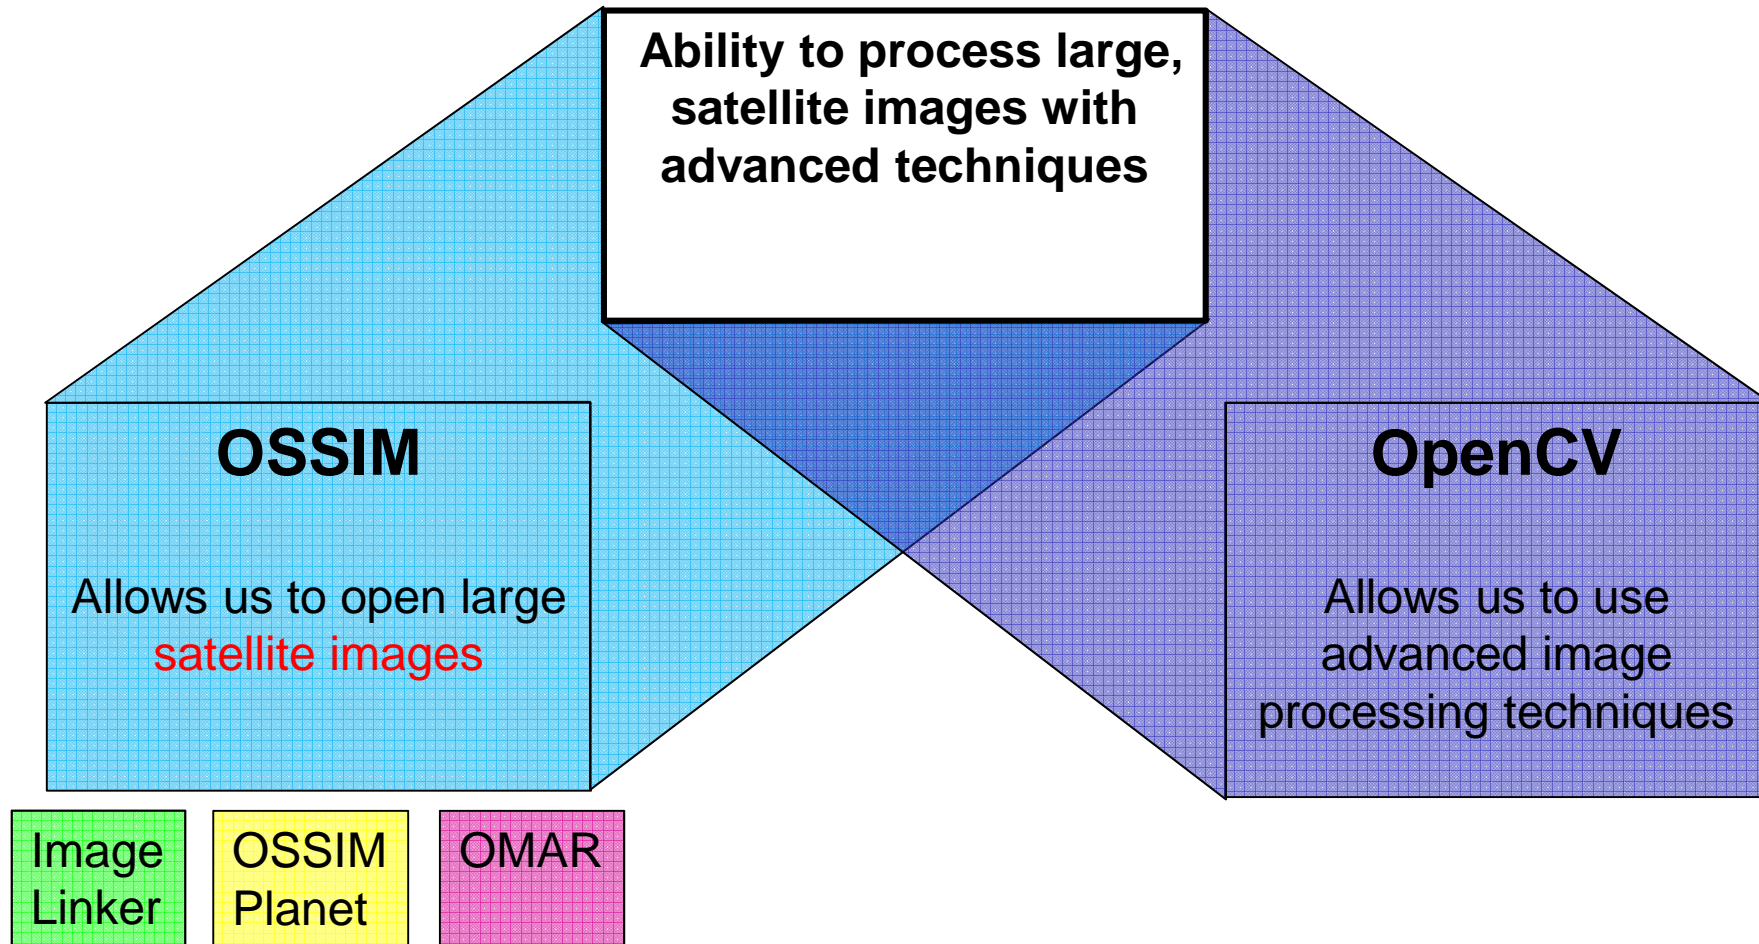 Ability to process large,
satellite images with
advanced techniques
OSSIM
Allows us to open large
satellite images
OpenCV
Allows us to use
advanced image
processing techniques
Image
Linker
OSSIM
Planet
OMAR